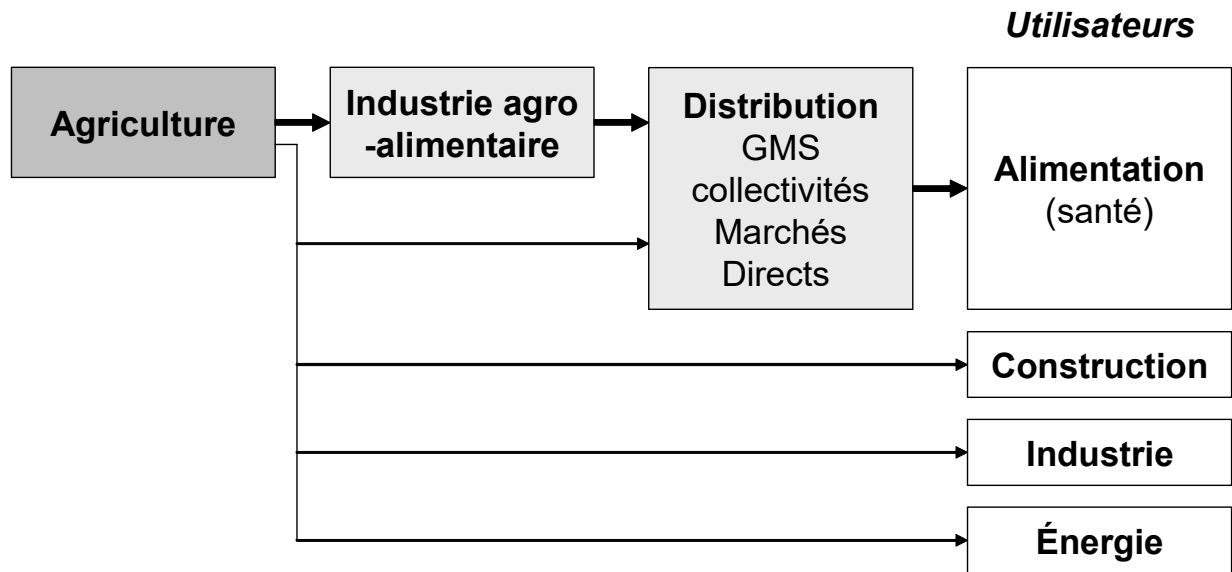 Utilisateurs
Agriculture
Industrie agro
-alimentaire
Distribution
GMS
collectivités
Marchés
Directs
Alimentation
(santé)
Construction
Industrie
Énergie